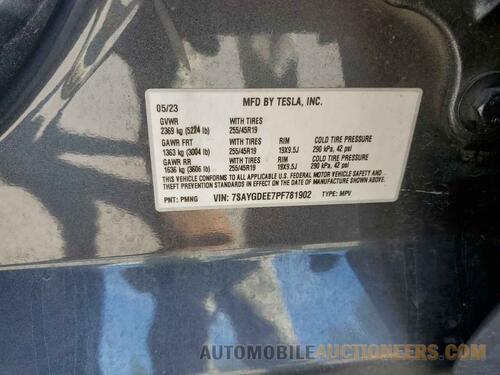 05/23 MFD BY TESLA, INC.
GVWR WITH TIRES
2369 kg (5224 lb) 255/45R19
GAWR FRT WITH TIRES RIM COLD TIRE PRESSURE
1363 kg (3004 lb) 255/45R19 19X9.5J 290 kPa, 42 psi
GAWR RR WITH TIRES RIM COLD TIRE PRESSURE
1636 kg (3606 lb) 255/45R19 19X9.5J 290 kPa, 42 psi
THIS VEHICLE CONFORMS TO ALL APPLICABLE U.S. FEDERAL MOTOR VEHICLE SAFETY AND
THEFT PREVENTION STANDARDS IN EFFECT ON THE DATE OF MANUFACTURE SHOWN ABOVE.
PNT: PMNG VIN: 7SAYGDEE7PF781902 TYPE: MPV
AUTOMOBILEAUCTIONEERS.COM